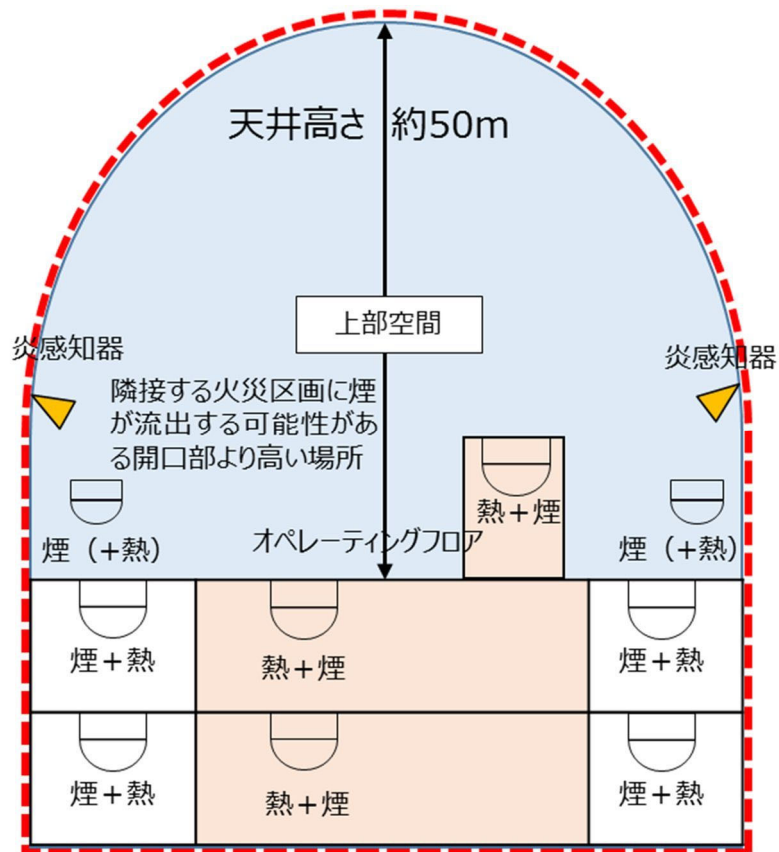 天井高さ 約50m
上部空間
炎感知器
炎感知器
隣接する火災区画に煙
が流出する可能性があ
る開口部より高い場所
熱＋煙
煙（+熱）
オペレーティングフロア
煙（+熱）
煙＋熱
熱＋煙
煙＋熱
煙＋熱
熱＋煙
煙＋熱